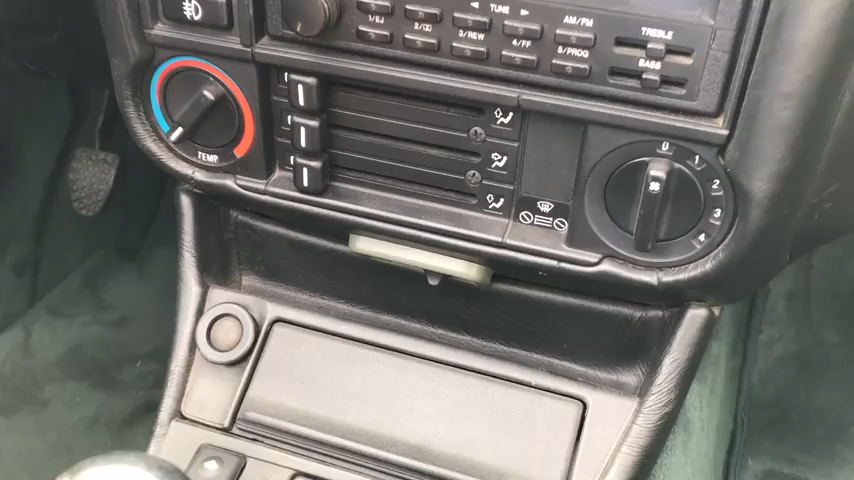 TUNE
AM/FM
1/EJ
2/
3/REW
4/FF
5/PROG
TREBLE
BASS
TEMP
0
1
2
3
4